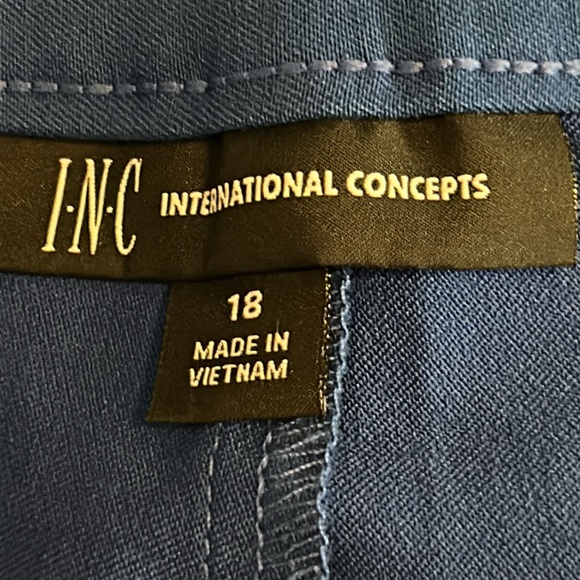 I·N·C INTERNATIONAL CONCEPTS
18
MADE IN
VIETNAM